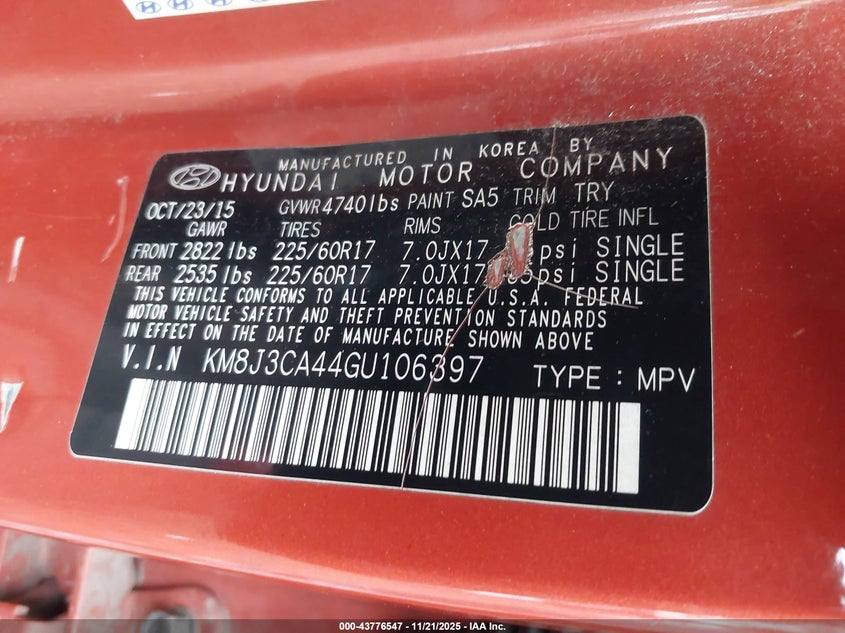 MANUFACTURED IN KOREA BY
HYUNDAI MOTOR COMPANY
OCT/23/15 GVWR 4740lbs PAINT SA5 TRIM TRY
GAWR TIRES RIMS COLD TIRE INFL
FRONT 2822lbs 225/60R17 7.0JX17 psi SINGLE
REAR 2535lbs 225/60R17 7.0JX17 psi SINGLE
THIS VEHICLE CONFORMS TO ALL APPLICABLE U.S.A. FEDERAL
MOTOR VEHICLE SAFETY AND THEFT PREVENTION STANDARDS
IN EFFECT ON THE DATE OF MANUFACTURE SHOWN ABOVE
V.I.N KM8J3CA44GU106397 TYPE : MPV
000-43776547 - 11/21/2025 - IAA Inc.